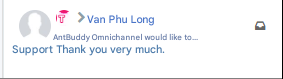 Van Phu Long
AntBuddy Omnichannel would like to...
Support Thank you very much.